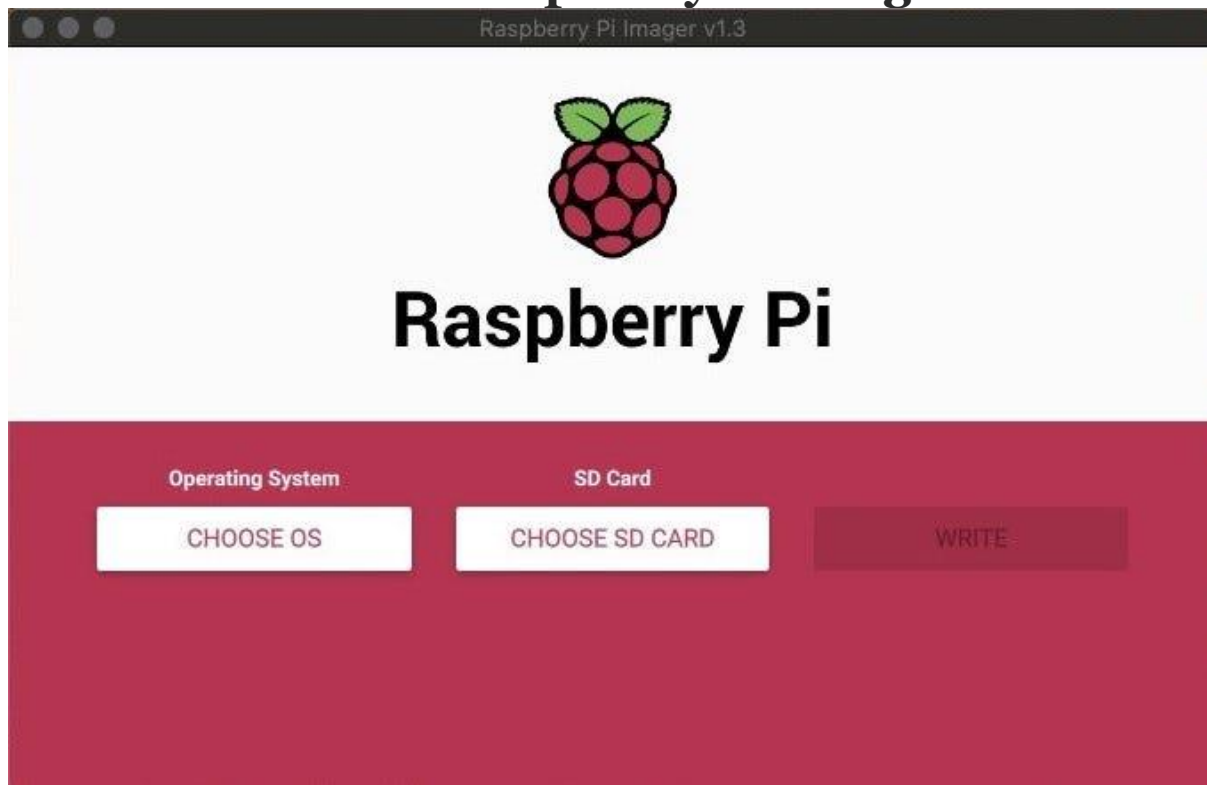 Raspberry Pi Imager v1.3
Raspberry Pi
Operating System SD Card
CHOOSE OS CHOOSE SD CARD WRITE